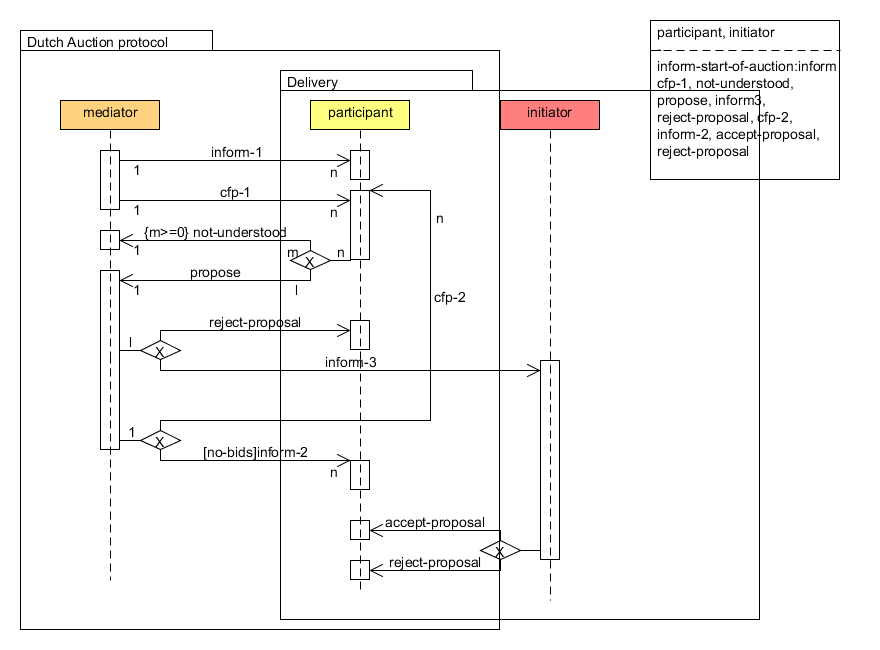 participant, initiator
Dutch Auction protocol
inform-start-of-auction:inform
cfp-1, not-understood,
propose, inform3,
reject-proposal, cfp-2,
inform-2, accept-proposal,
reject-proposal
Delivery
mediator
participant
initiator
inform-1
1
n
cfp-1
1
n
n
{m>=0} not-understood
1
m
n
X
propose
1
l
cfp-2
reject-proposal
l
X
inform-3
1
X
[no-bids]inform-2
n
accept-proposal
X
reject-proposal